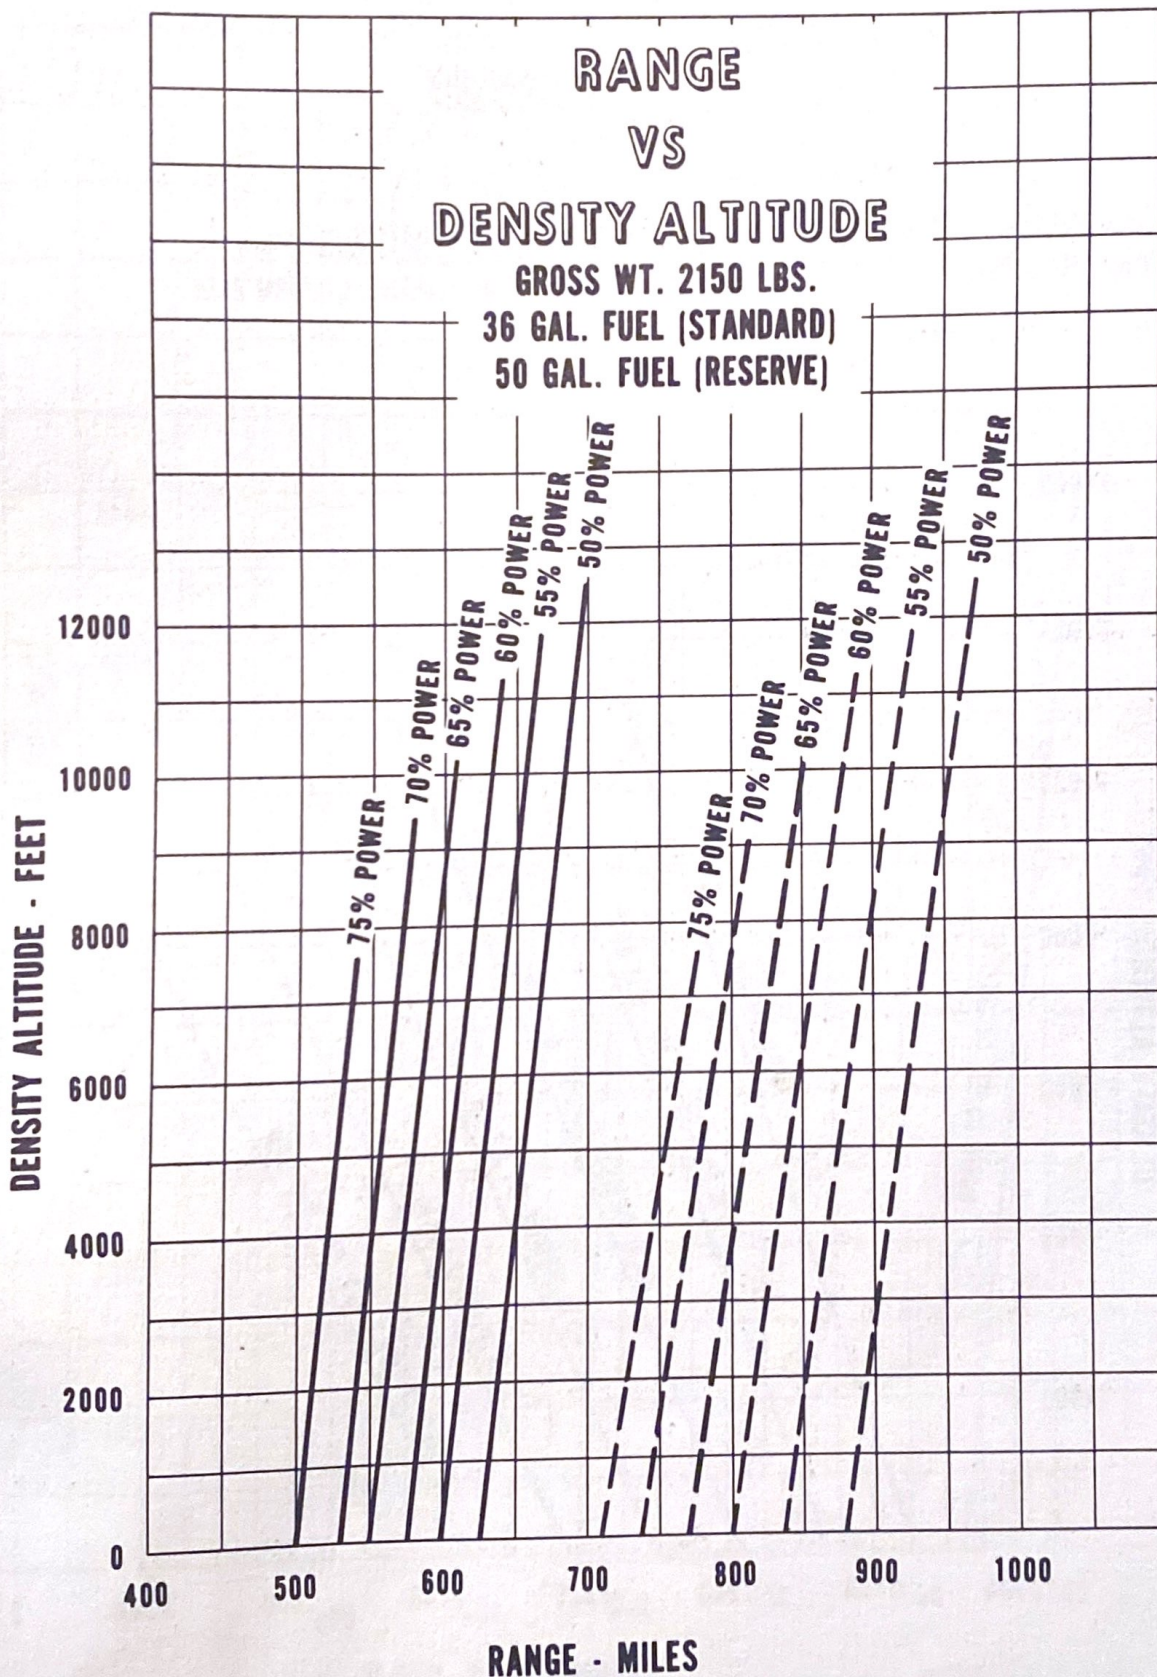 RANGE
VS
DENSITY ALTITUDE
GROSS WT. 2150 LBS.
36 GAL. FUEL (STANDARD)
50 GAL. FUEL (RESERVE)
75% POWER
70% POWER
65% POWER
60% POWER
55% POWER
50% POWER
75% POWER
70% POWER
65% POWER
60% POWER
55% POWER
50% POWER
DENSITY ALTITUDE - FEET
12000
10000
8000
6000
4000
2000
0
400 500 600 700 800 900 1000
RANGE - MILES